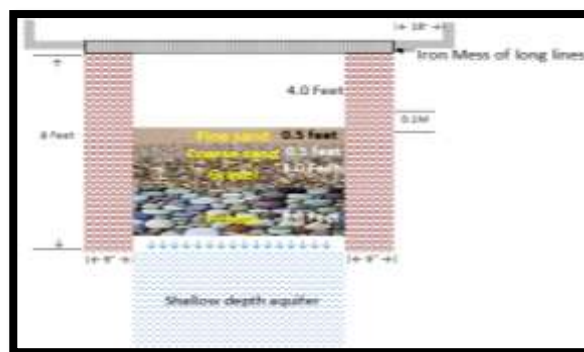 18"
Iron Mess of long lines
4.0 Feet
0.2M
8 Feet
Fine sand 0.5 feet
Coarse sand 0.5 feet
Gravel 1.0 Feet
9" 9"
Shallow depth aquifer